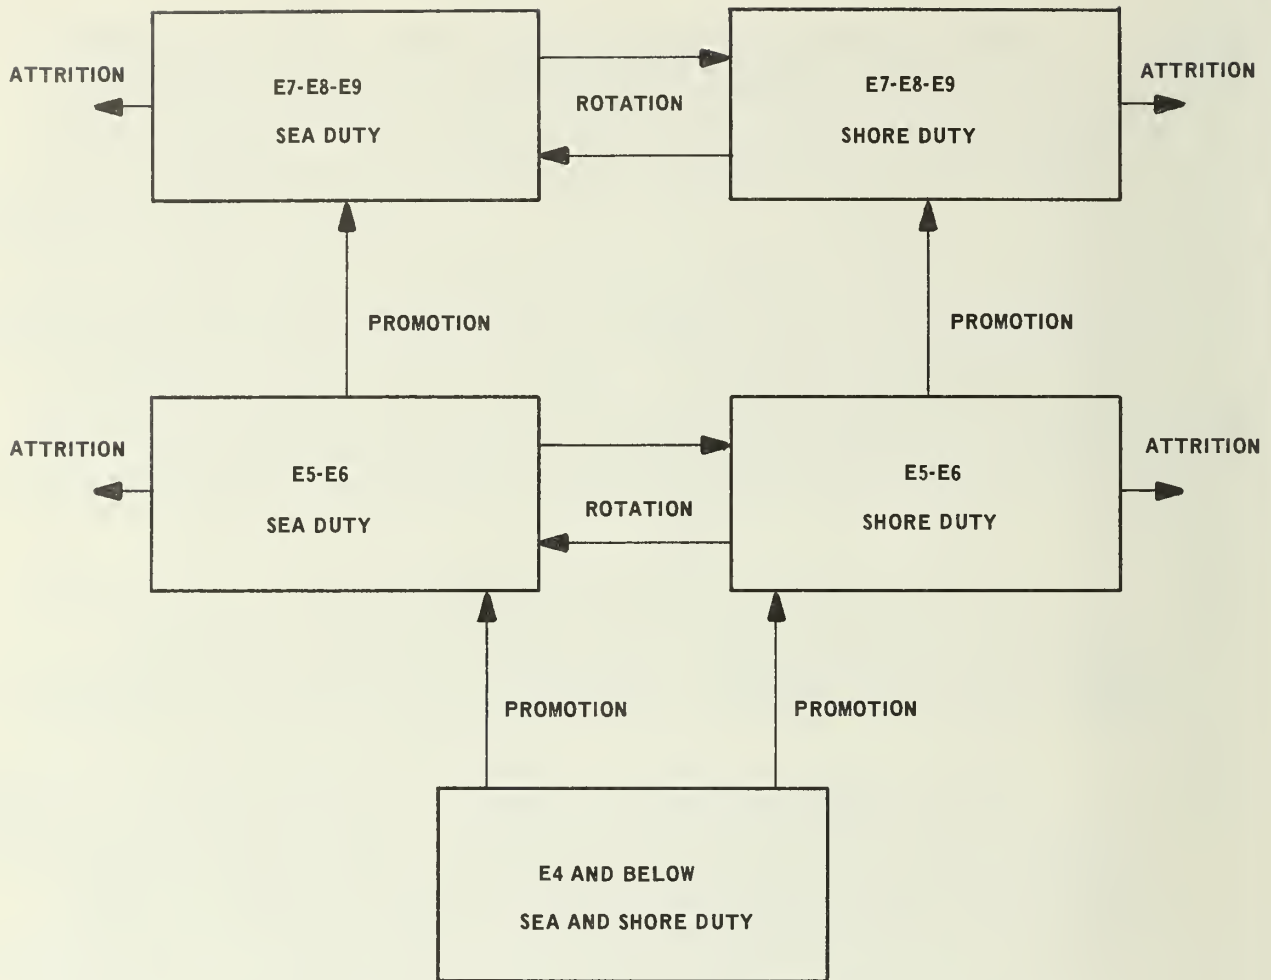 ATTRITION
E7-E8-E9
SEA DUTY
ROTATION
E7-E8-E9
SHORE DUTY
ATTRITION
PROMOTION
PROMOTION
ATTRITION
E5-E6
SEA DUTY
ROTATION
E5-E6
SHORE DUTY
ATTRITION
PROMOTION
PROMOTION
E4 AND BELOW
SEA AND SHORE DUTY